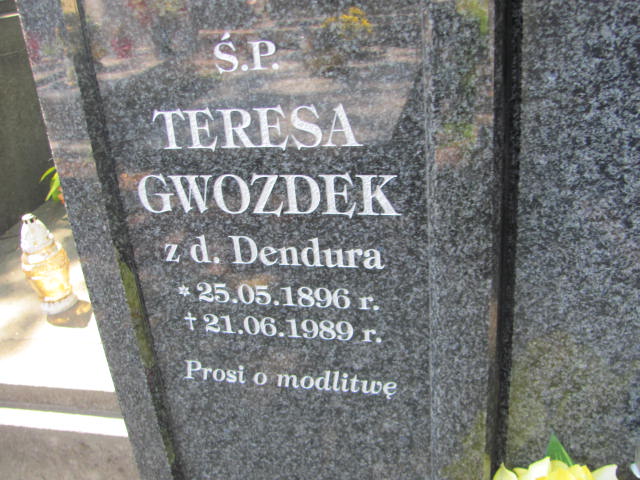 Ś.P.
TERESA
GWOZDEK
z d. Dendura
* 25.05.1896 r.
† 21.06.1989 r.
Prosi o modlitwę